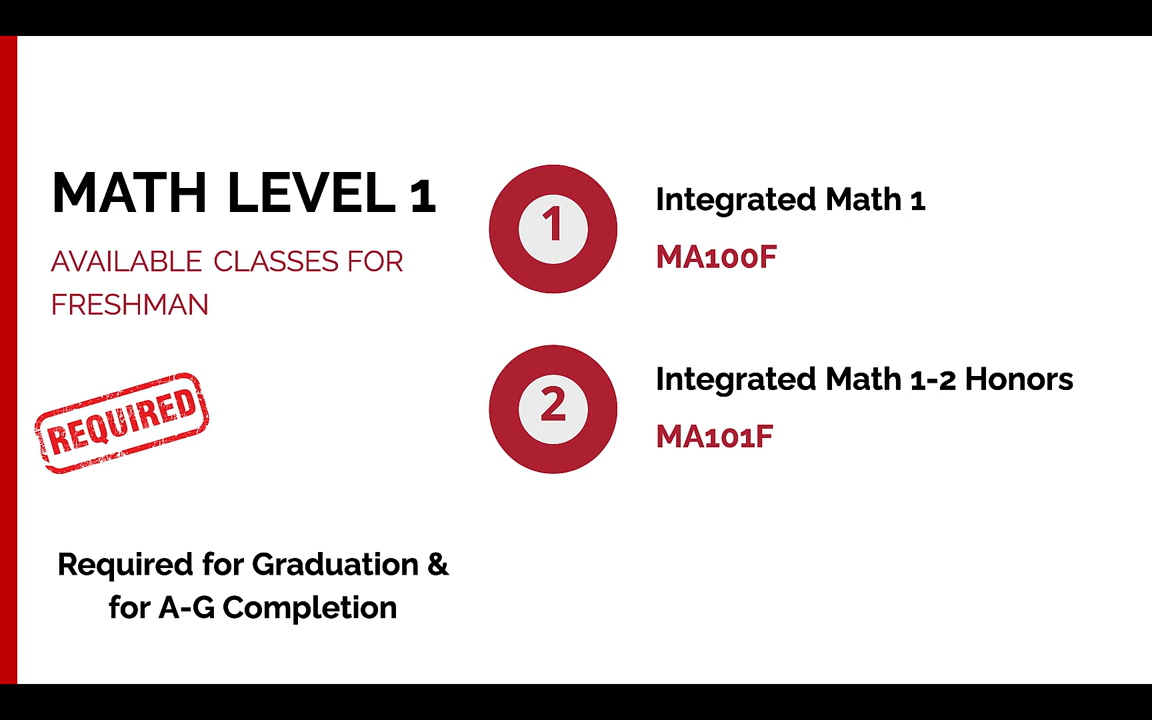 MATH LEVEL 1
AVAILABLE CLASSES FOR
FRESHMAN
REQUIRED
Required for Graduation &
for A-G Completion
1
Integrated Math 1
MA100F
2
Integrated Math 1-2 Honors
MA101F